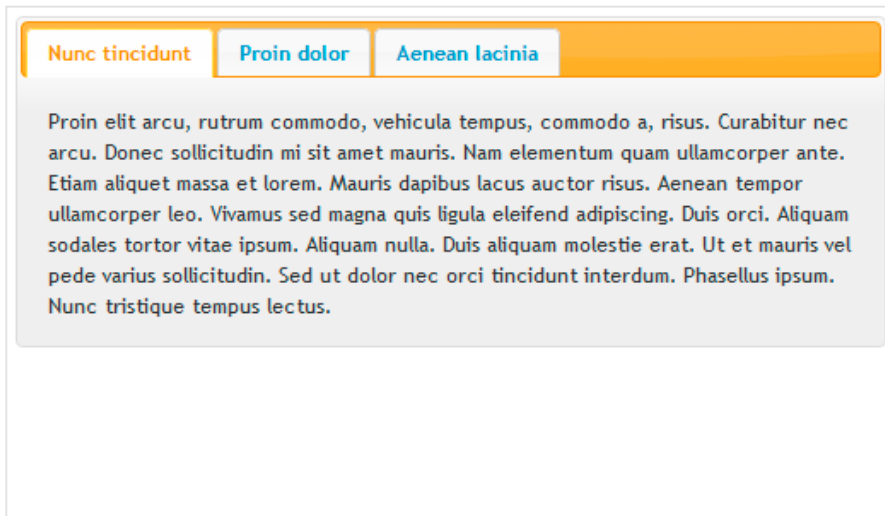 Nunc tincidunt Proin dolor Aenean lacinia
Proin elit arcu, rutrum commodo, vehicula tempus, commodo a, risus. Curabitur nec
arcu. Donec sollicitudin mi sit amet mauris. Nam elementum quam ullamcorper ante.
Etiam aliquet massa et lorem. Mauris dapibus lacus auctor risus. Aenean tempor
ullamcorper leo. Vivamus sed magna quis ligula eleifend adipiscing. Duis orci. Aliquam
sodales tortor vitae ipsum. Aliquam nulla. Duis aliquam molestie erat. Ut et mauris vel
pede varius sollicitudin. Sed ut dolor nec orci tincidunt interdum. Phasellus ipsum.
Nunc tristique tempus lectus.